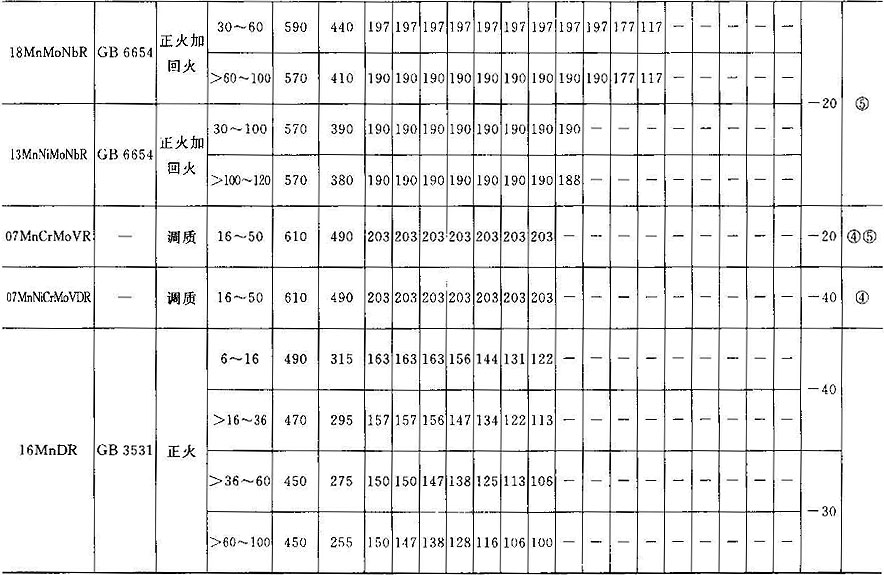 18MnMoNbR GB 6654 正火加回火 30～60 590 440 197 197 197 197 197 197 197 197 197 177 117 — — — — —
>60～100 570 410 190 190 190 190 190 190 190 190 190 177 117 — — — — —
—20 ⑤
13MnNiMoNbR GB 6654 正火加回火 30～100 570 390 190 190 190 190 190 190 190 190 — — — — — — — —
>100～120 570 380 190 190 190 190 190 190 190 188 — — — — — — — —
07MnCrMoVR — 调质 16～50 610 490 203 203 203 203 203 203 203 — — — — — — — — — —20 ④⑤
07MnNiCrMoVDR — 调质 16～50 610 490 203 203 203 203 203 203 203 — — — — — — — — — —40 ④
16MnDR GB 3531 正火 6～16 490 315 163 163 163 156 144 131 122 — — — — — — — — —
—40
>16～36 470 295 157 157 156 147 134 122 113 — — — — — — — — —
>36～60 450 275 150 150 147 138 125 113 106 — — — — — — — — —
—30
>60～100 450 255 150 147 138 128 116 106 100 — — — — — — — — —